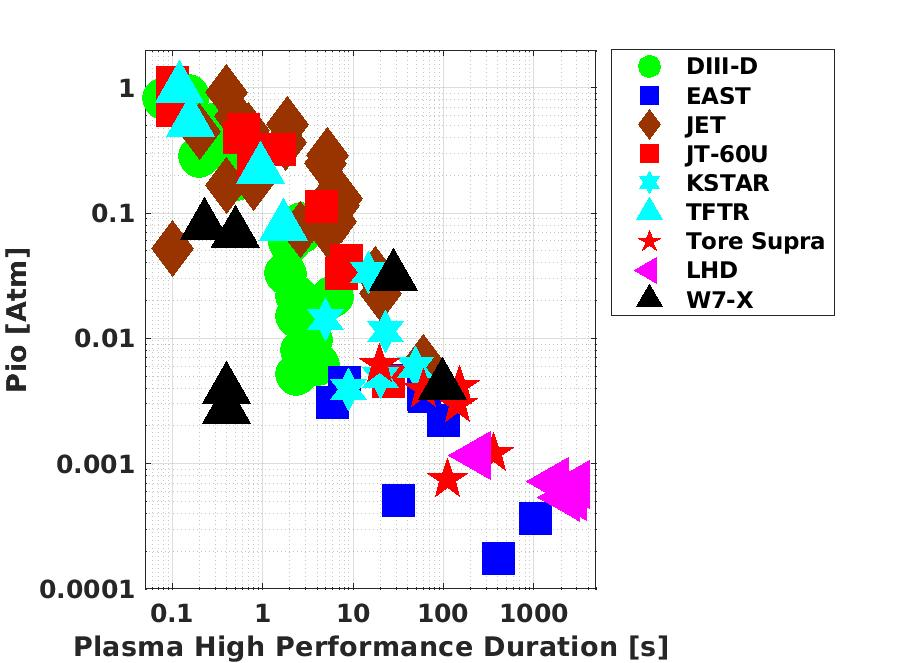 Pio [Atm]
1
0.1
0.01
0.001
0.0001
0.1 1 10 100 1000
Plasma High Performance Duration [s]
DIII-D
EAST
JET
JT-60U
KSTAR
TFTR
Tore Supra
LHD
W7-X